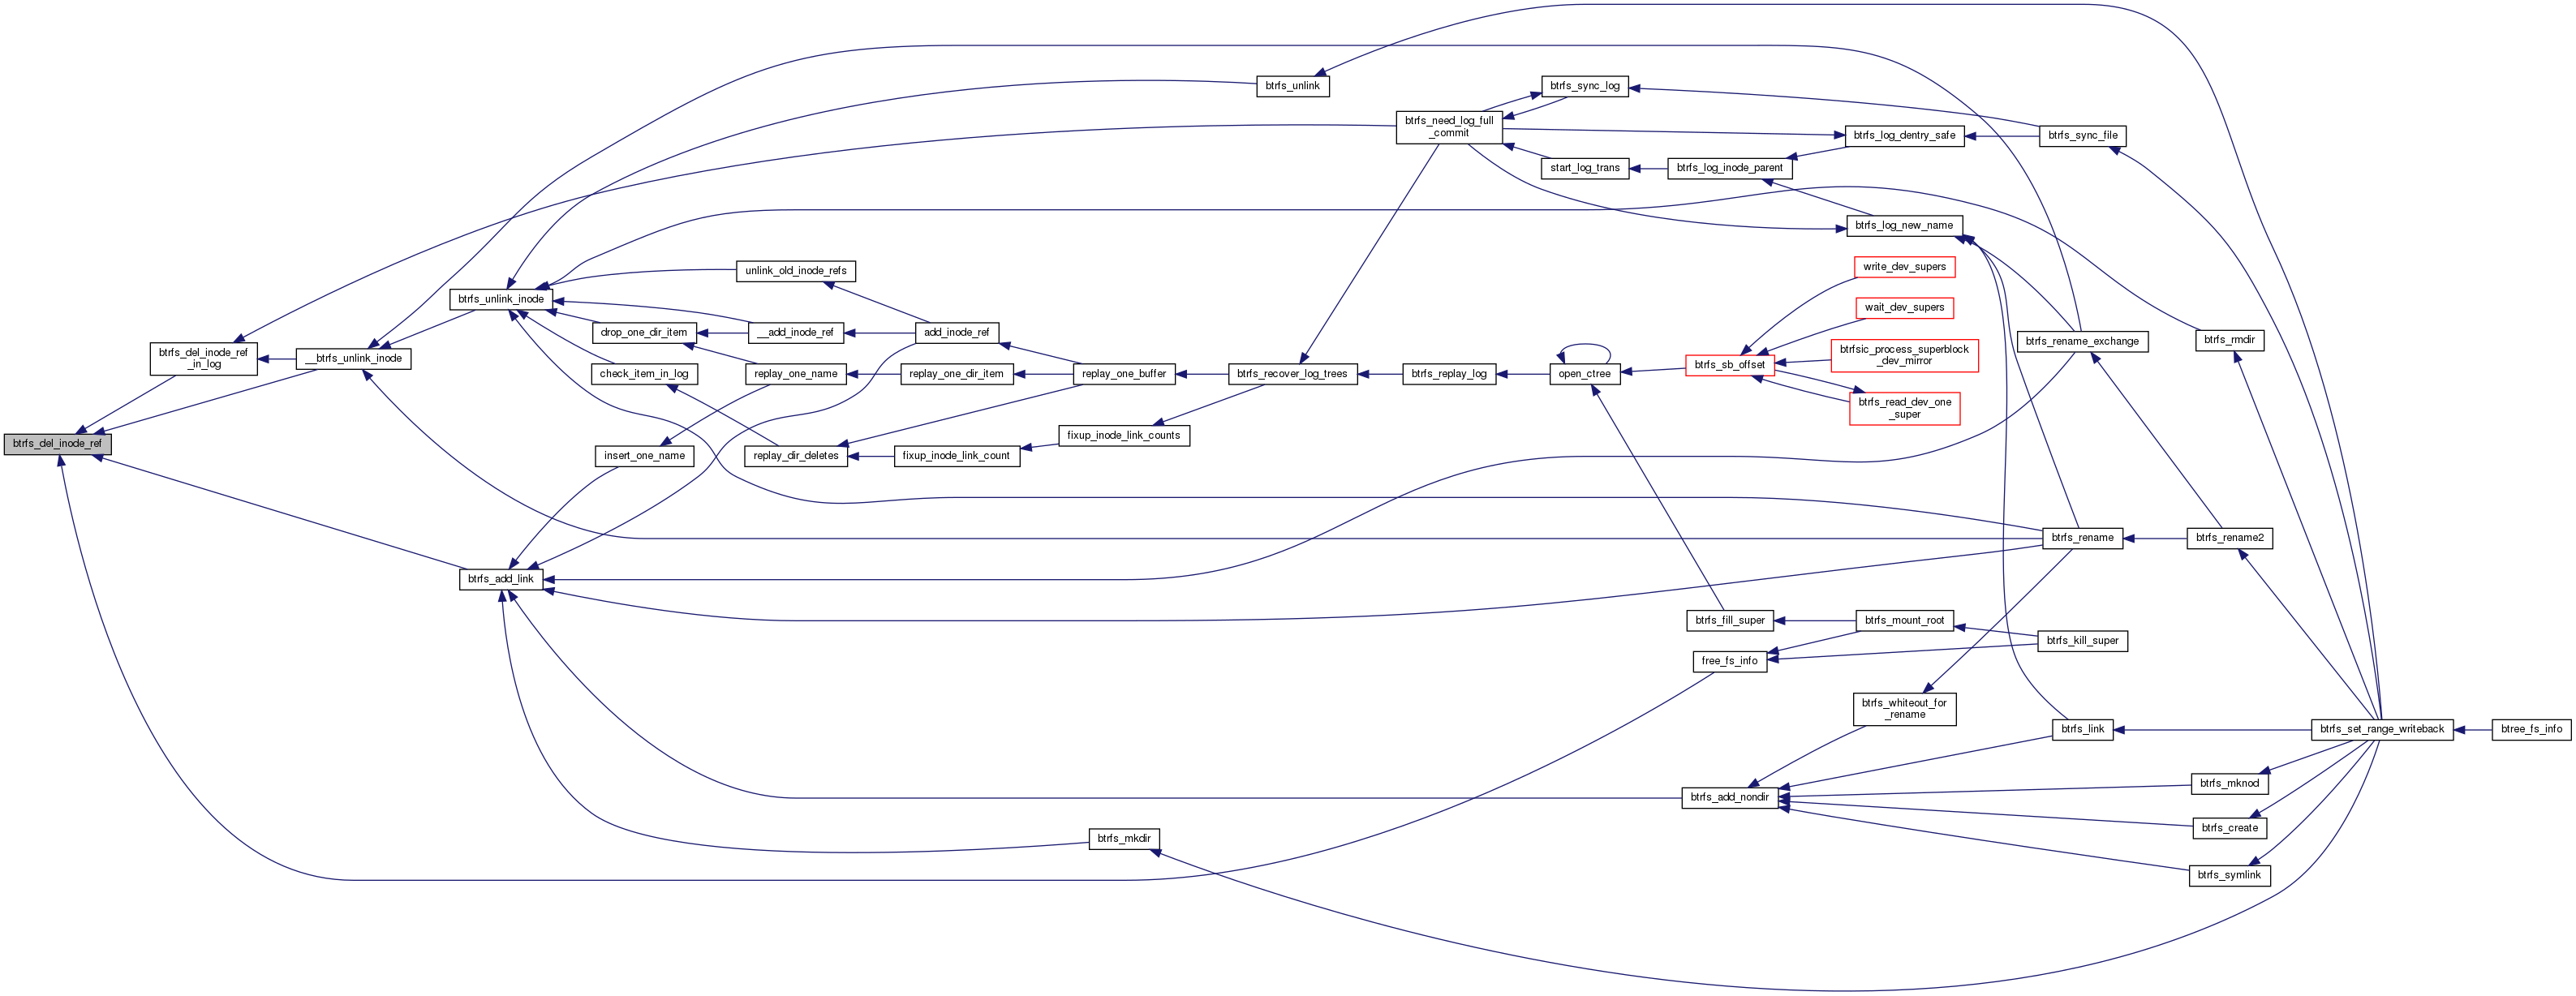 btrfs_del_inode_ref
btrfs_del_inode_ref
_in_log
__btrfs_unlink_inode
btrfs_unlink_inode
btrfs_add_link
unlink_old_inode_refs
drop_one_dir_item
check_item_in_log
insert_one_name
__add_inode_ref
replay_one_name
replay_dir_deletes
add_inode_ref
replay_one_dir_item
fixup_inode_link_count
replay_one_buffer
fixup_inode_link_counts
btrfs_mkdir
btrfs_unlink
btrfs_recover_log_trees
btrfs_need_log_full
_commit
btrfs_replay_log
btrfs_sync_log
start_log_trans
open_ctree
btrfs_log_inode_parent
btrfs_sb_offset
btrfs_fill_super
free_fs_info
btrfs_add_nondir
btrfs_log_dentry_safe
btrfs_log_new_name
write_dev_supers
wait_dev_supers
btrfsic_process_superblock
_dev_mirror
btrfs_read_dev_one
_super
btrfs_mount_root
btrfs_whiteout_for
_rename
btrfs_sync_file
btrfs_rename_exchange
btrfs_rename
btrfs_kill_super
btrfs_link
btrfs_rmdir
btrfs_rename2
btrfs_mknod
btrfs_create
btrfs_symlink
btrfs_set_range_writeback
btree_fs_info